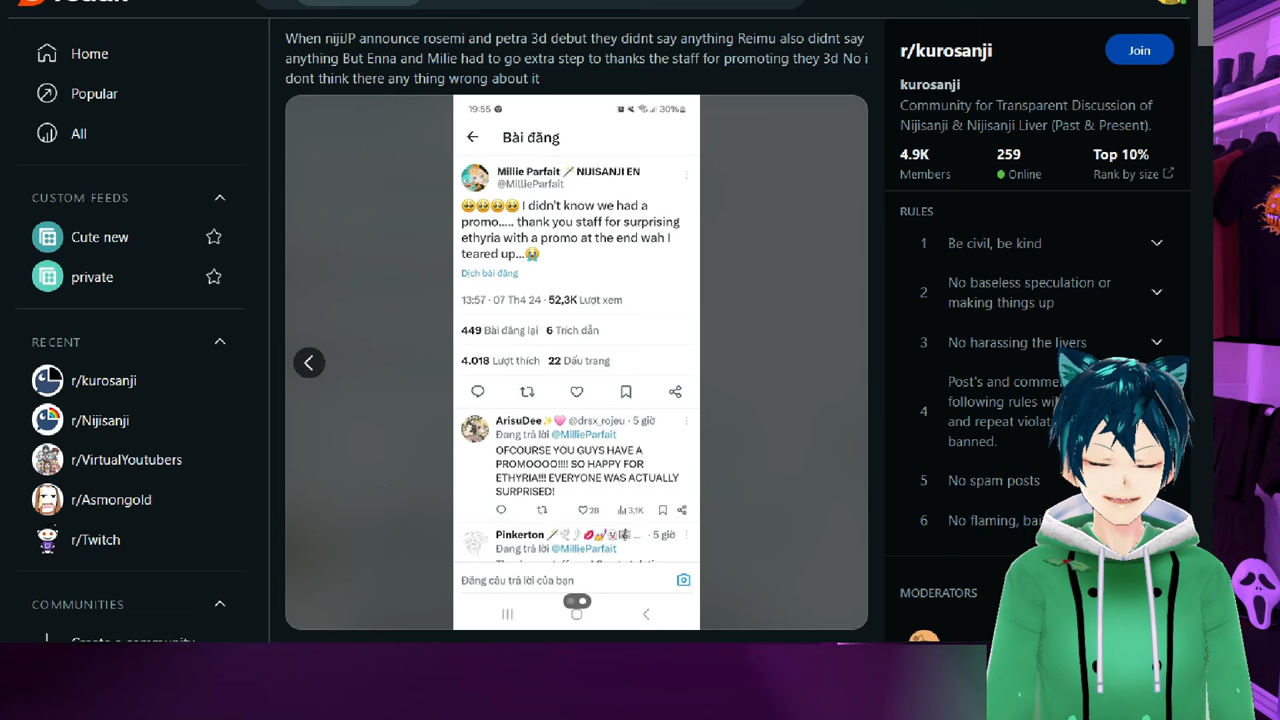 When nijiJP announce rosemi and petra 3d debut they didnt say anything Reimu also didnt say
anything But Enna and Milie had to go extra step to thanks the staff for promoting they 3d No i
dont think there any thing wrong about it
Home
Popular
All
CUSTOM FEEDS
Cute new
private
RECENT
r/kurosanji
r/Nijisanji
r/VirtualYoutubers
r/Asmongold
r/Twitch
COMMUNITIES
Create a community
19:55
30%
Bài đăng
Millie Parfait NIJISANJI EN
@MillieParfait
I didn't know we had a
promo..... thank you staff for surprising
ethyria with a promo at the end wah I
teared up...
Dịch bài đăng
13:57 · 07 Th4 24 · 52,3K Lượt xem
449 Bài đăng lại 6 Trích dẫn
4.018 Lượt thích 22 Dấu trang
ArisuDee @drsx_rojeu · 5 giờ
Đang trả lời @MillieParfait
OFCOURSE YOU GUYS HAVE A
PROMOOOO!!!! SO HAPPY FOR
ETHYRIA!!! EVERYONE WAS ACTUALLY
SURPRISED!
28 3,1K
Pinkerton ... · 5 giờ
Đang trả lời @MillieParfait
Đăng câu trả lời của bạn
r/kurosanji
Join
kurosanji
Community for Transparent Discussion of
Nijisanji & Nijisanji Liver (Past & Present).
4.9K 259 Top 10%
Members Online Rank by size
RULES
1 Be civil, be kind
2 No baseless speculation or
making things up
3 No harassing the livers
4 Post's and comme
following rules wi
and repeat violat
banned.
5 No spam posts
6 No flaming, bai
MODERATORS